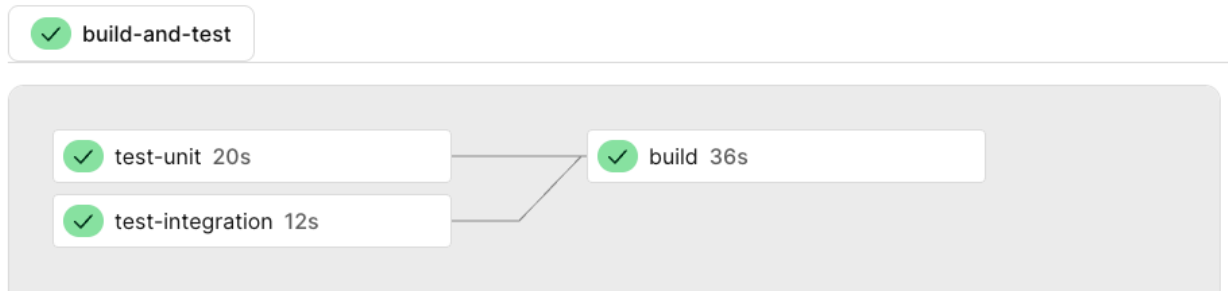 build-and-test
test-unit 20s
build 36s
test-integration 12s